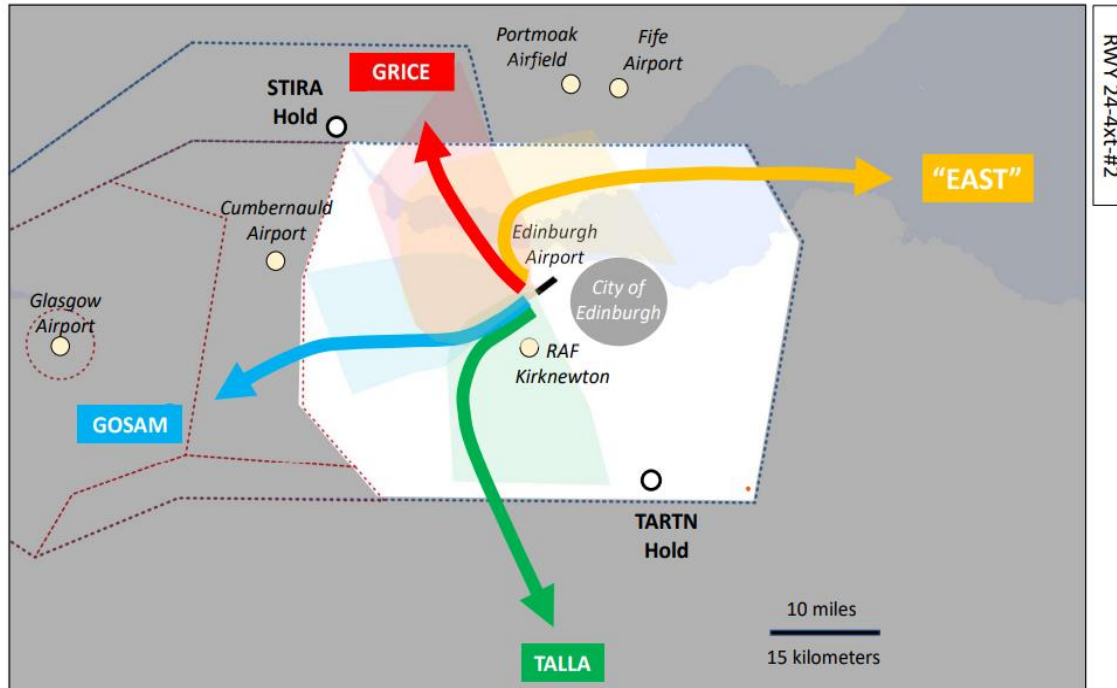 Portmoak
Airfield
Fife
Airport
GRICE
STIRA
Hold
RWY 24-4xt-#2
“EAST”
Cumbernauld
Airport
Edinburgh
Airport
City of
Edinburgh
Glasgow
Airport
RAF
Kirknewton
GOSAM
TARTN
Hold
10 miles
15 kilometers
TALLA